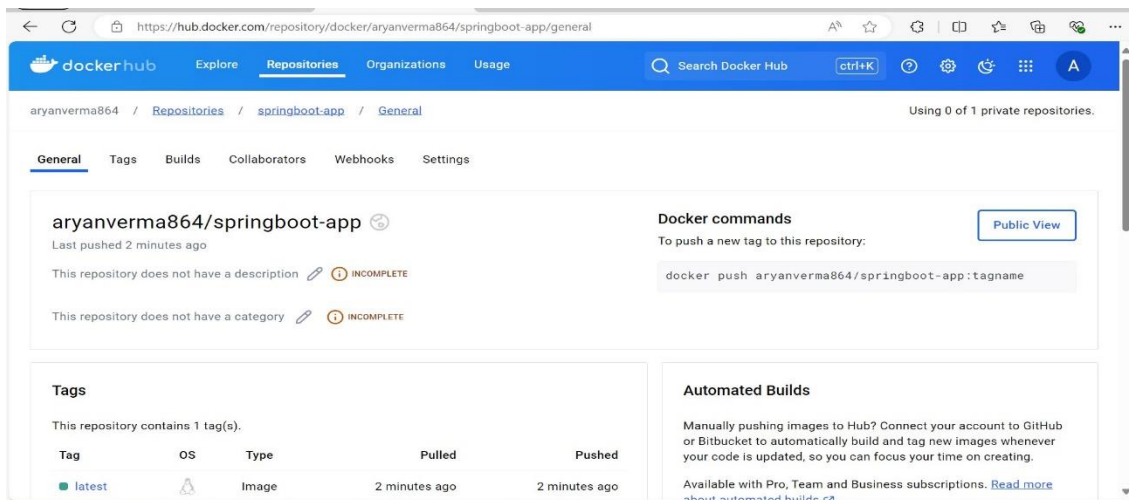 https://hub.docker.com/repository/docker/aryanverma864/springboot-app/general
dockerhub Explore Repositories Organizations Usage Search Docker Hub ctrl+K A
aryanverma864 / Repositories / springboot-app / General Using 0 of 1 private repositories.
General Tags Builds Collaborators Webhooks Settings
aryanverma864/springboot-app
Last pushed 2 minutes ago
This repository does not have a description INCOMPLETE
This repository does not have a category INCOMPLETE
Docker commands
Public View
To push a new tag to this repository:
docker push aryanverma864/springboot-app:tagname
Tags
This repository contains 1 tag(s).
Tag OS Type Pulled Pushed
latest Image 2 minutes ago 2 minutes ago
Automated Builds
Manually pushing images to Hub? Connect your account to GitHub
or Bitbucket to automatically build and tag new images whenever
your code is updated, so you can focus your time on creating.
Available with Pro, Team and Business subscriptions. Read more
about automated builds